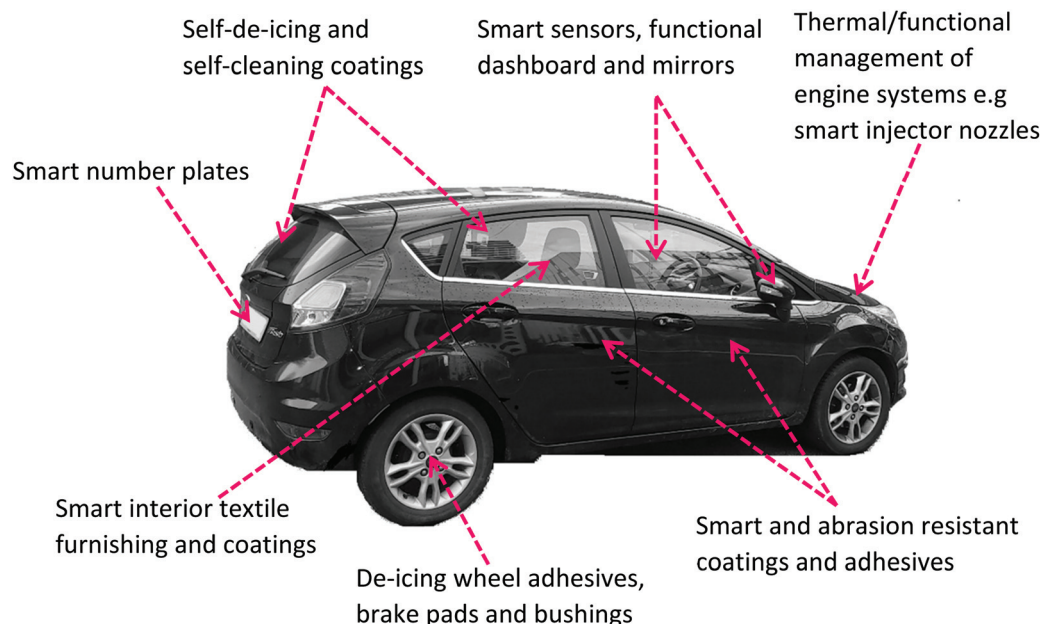 Self-de-icing and
self-cleaning coatings
Smart sensors, functional
dashboard and mirrors
Thermal/functional
management of
engine systems e.g
smart injector nozzles
Smart number plates
Smart interior textile
furnishing and coatings
De-icing wheel adhesives,
brake pads and bushings
Smart and abrasion resistant
coatings and adhesives